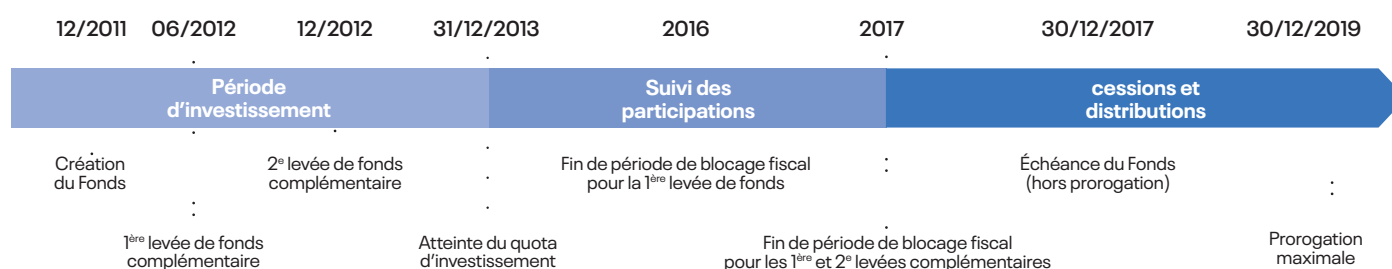 12/2011 06/2012 12/2012 31/12/2013 2016 2017 30/12/2017 30/12/2019
Période
d'investissement
Suivi des
participations
cessions et
distributions
Création
du Fonds
2e levée de fonds
complémentaire
Fin de période de blocage fiscal
pour la 1ère levée de fonds
Échéance du Fonds
(hors prorogation)
1ère levée de fonds
complémentaire
Atteinte du quota
d'investissement
Fin de période de blocage fiscal
pour les 1ère et 2e levées complémentaires
Prorogation
maximale